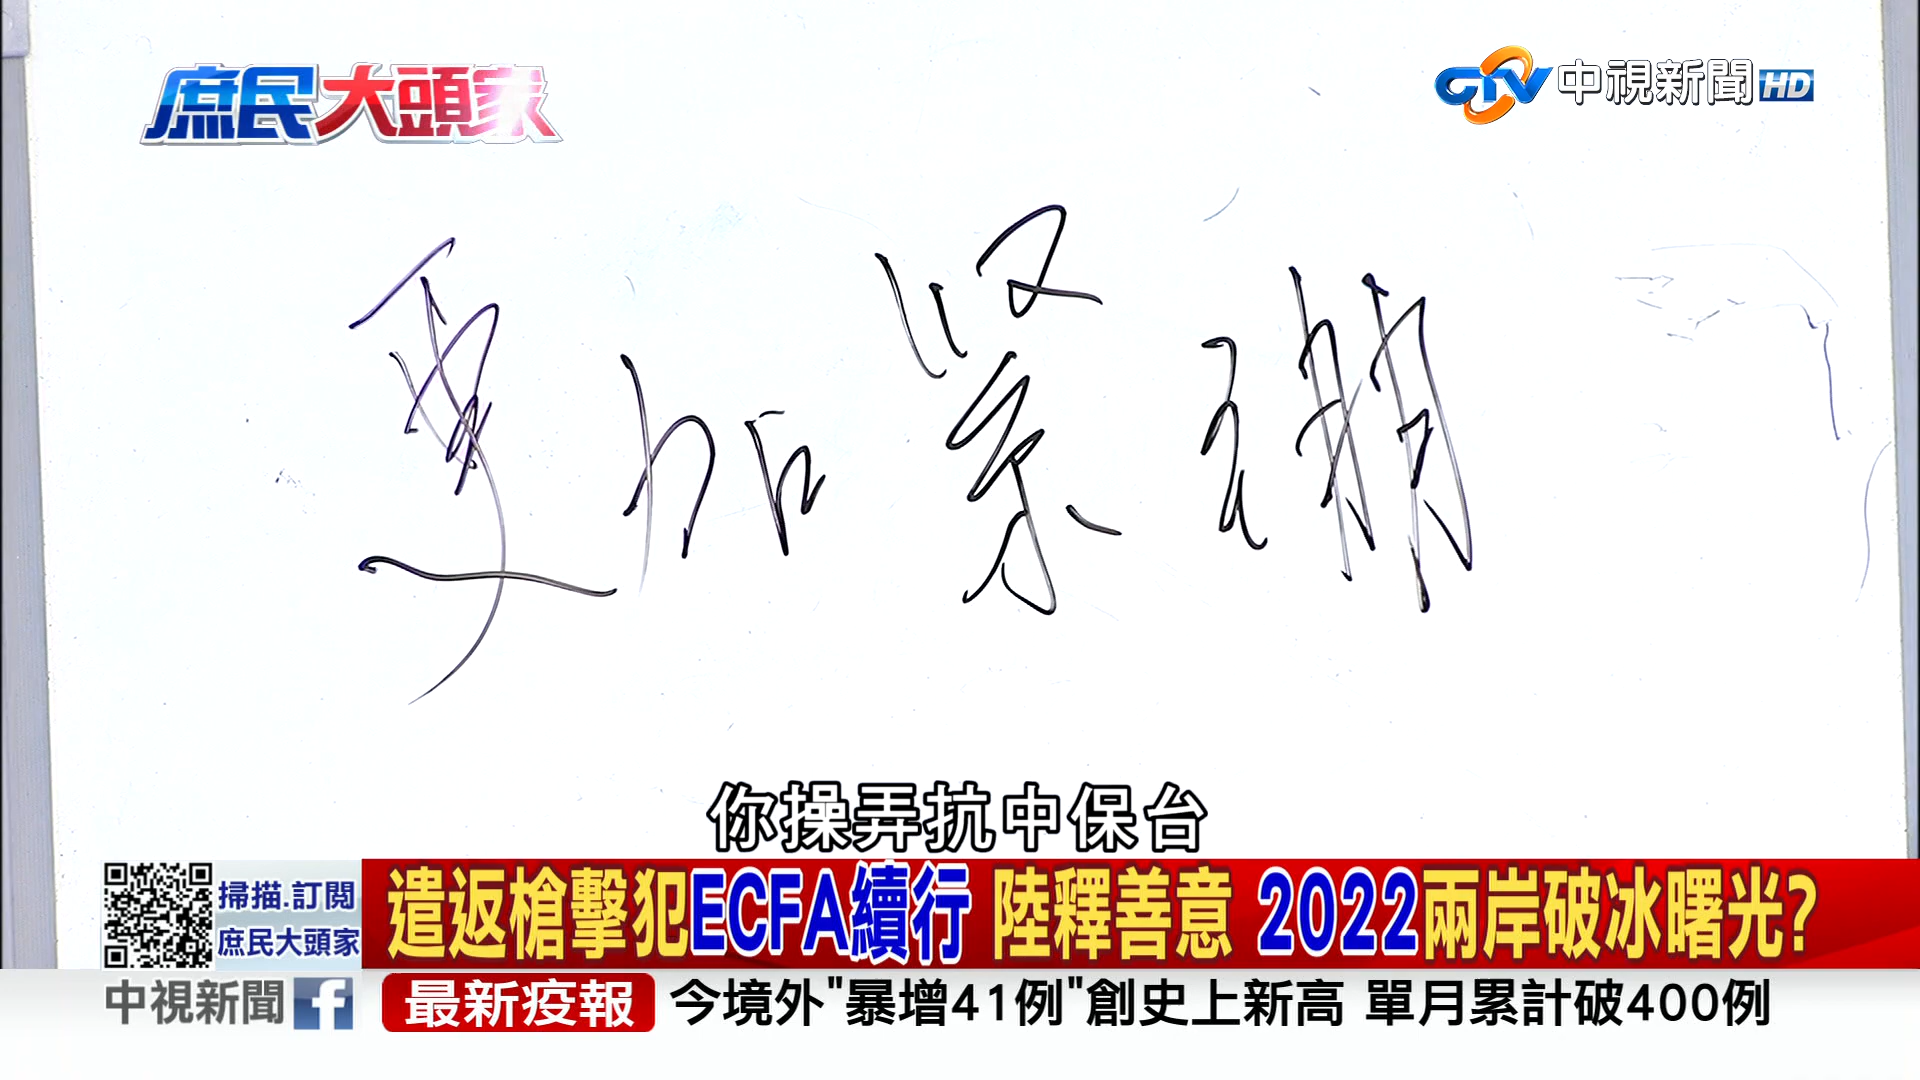 庶民大頭家
CTV中視新聞HD
更加緊繃
你操弄抗中保台
掃描.訂閱
庶民大頭家
遣返槍擊犯ECFA續行 陸釋善意 2022兩岸破冰曙光?
中視新聞
最新疫報 今境外"暴增41例"創史上新高 單月累計破400例